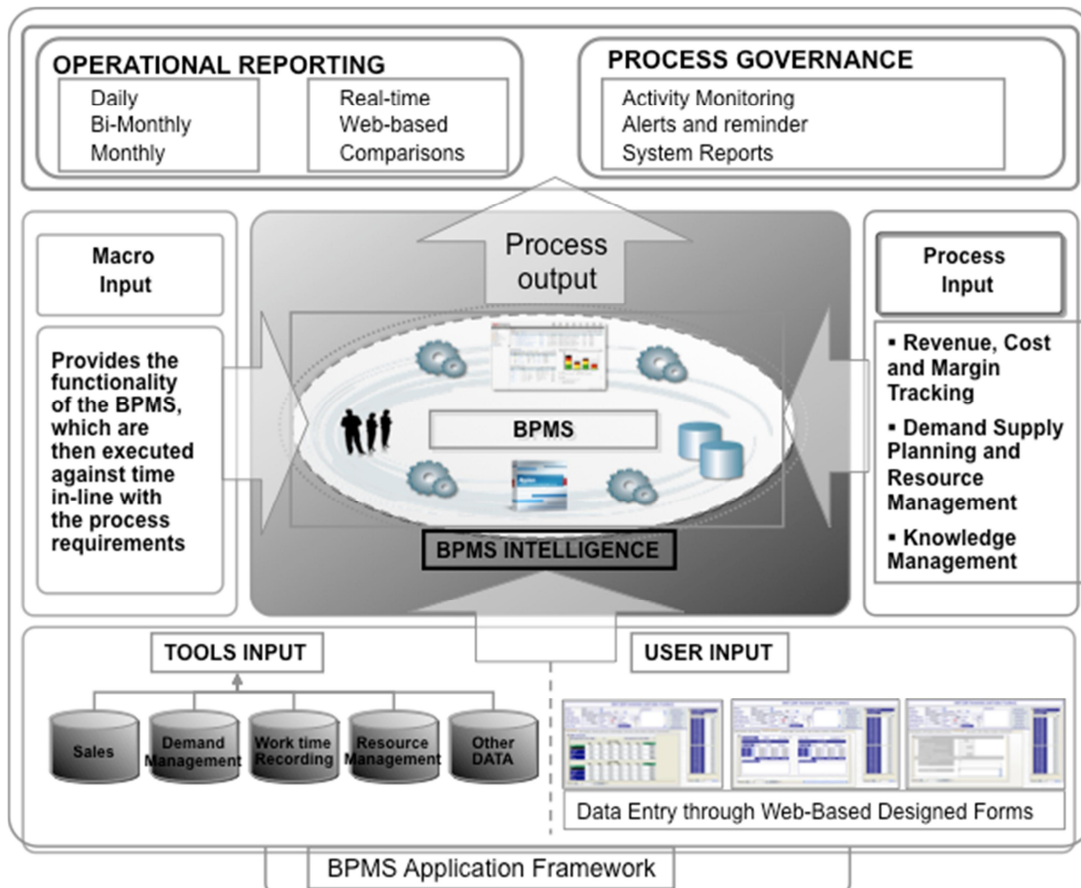 OPERATIONAL REPORTING
Daily
Bi-Monthly
Monthly
Real-time
Web-based
Comparisons
PROCESS GOVERNANCE
Activity Monitoring
Alerts and reminder
System Reports
Macro
Input
Provides the
functionality
of the BPMS,
which are
then executed
against time
in-line with
the process
requirements
Process
output
BPMS
BPMS INTELLIGENCE
Process
Input
▪ Revenue, Cost
and Margin
Tracking
▪ Demand Supply
Planning and
Resource
Management
▪ Knowledge
Management
TOOLS INPUT
Sales
Demand
Management
Work time
Recording
Resource
Management
Other
DATA
USER INPUT
Data Entry through Web-Based Designed Forms
BPMS Application Framework